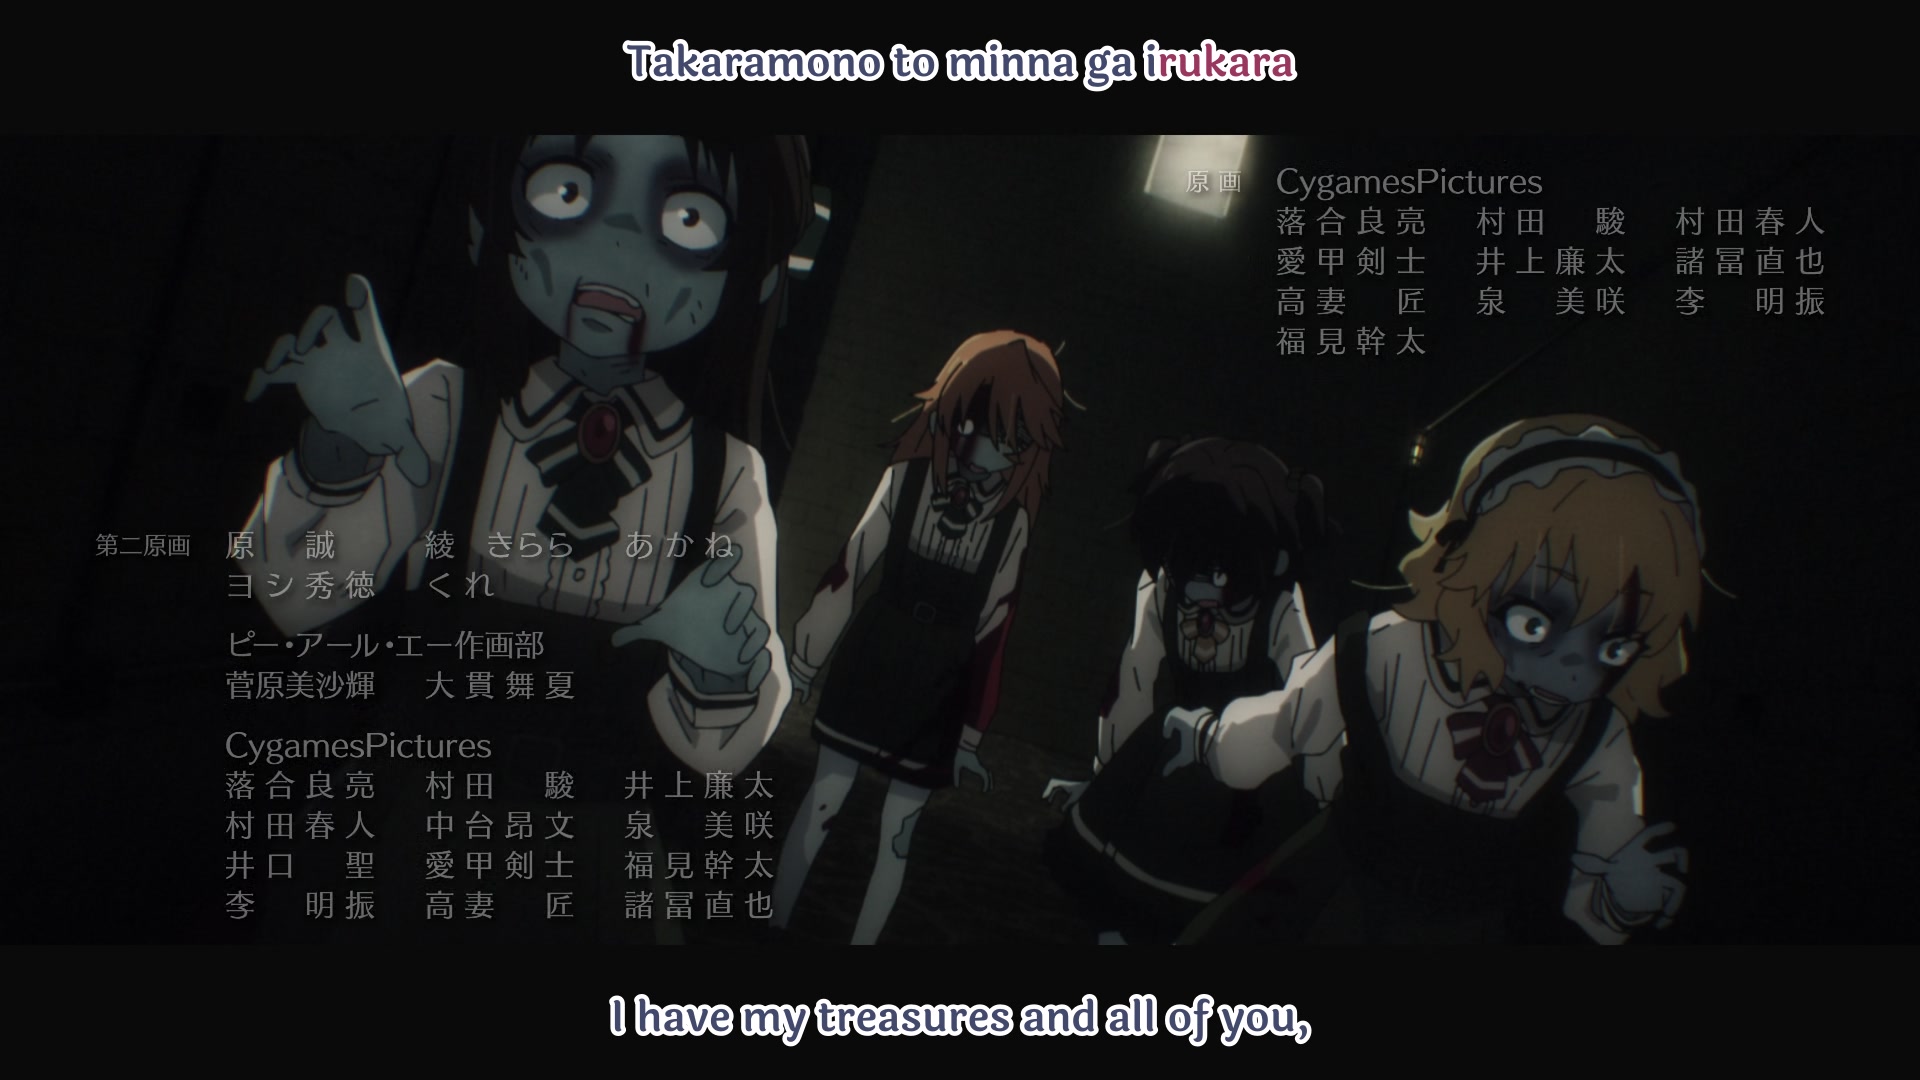 Takaramono to minna ga irukara
原画 CygamesPictures
落合良亮 村田 駿 村田春人
愛甲剣士 井上廉太 諸冨直也
高妻 匠 泉 美咲 李 明振
福見幹太
第二原画 原 誠 綾 さらら あかね
ヨシ秀徳 くれ
ピー・アール・エー作画部
菅原美沙輝 大貫舞夏
CygamesPictures
落合良亮 村田 駿 井上廉太
村田春人 中台昂文 泉 美咲
井口 聖 愛甲剣士 福見幹太
李 明振 高妻 匠 諸冨直也
I have my treasures and all of you,